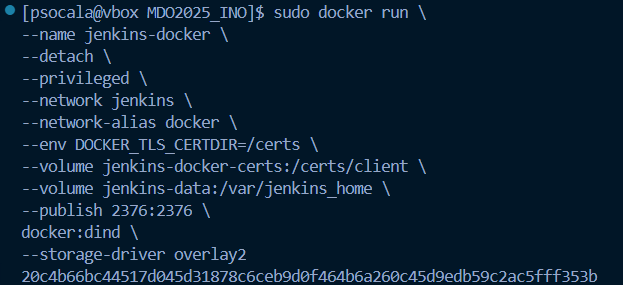 [psocala@vbox MDO2025_INO]$ sudo docker run \
--name jenkins-docker \
--detach \
--privileged \
--network jenkins \
--network-alias docker \
--env DOCKER_TLS_CERTDIR=/certs \
--volume jenkins-docker-certs:/certs/client \
--volume jenkins-data:/var/jenkins_home \
--publish 2376:2376 \
docker:dind \
--storage-driver overlay2
20c4b66bc44517d045d31878c6ceb9d0f464b6a260c45d9edb59c2ac5fff353b